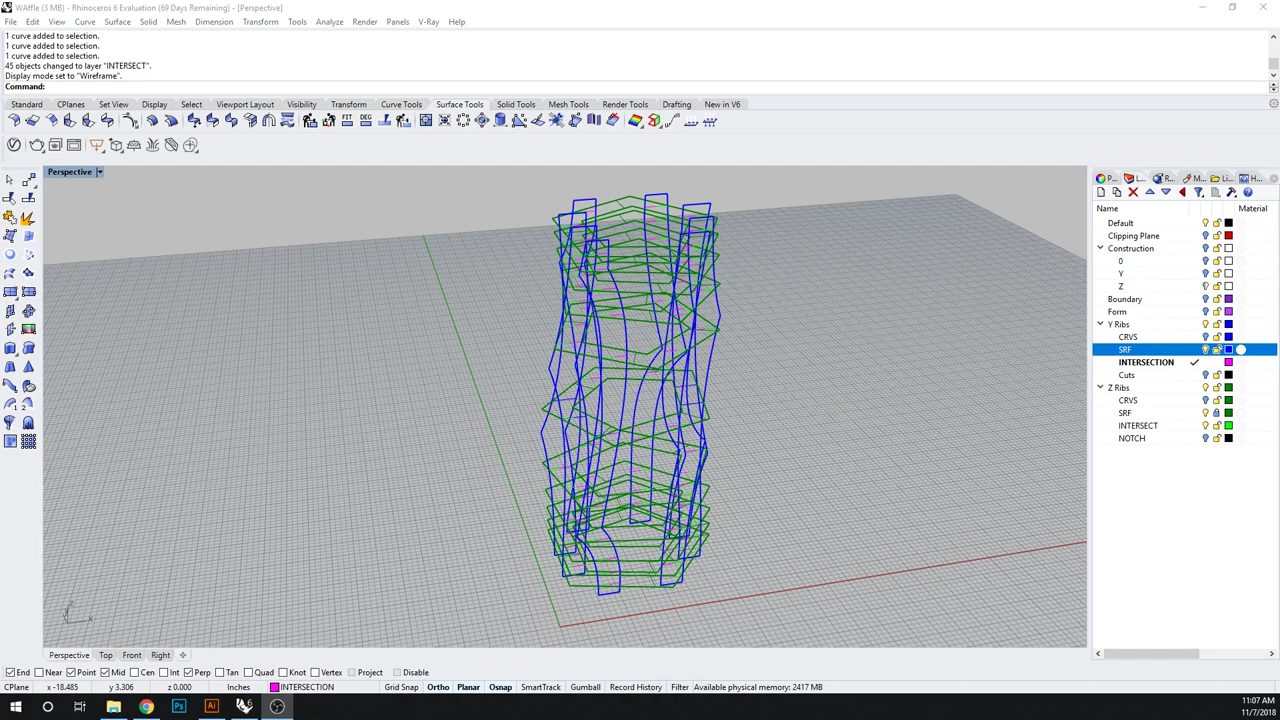 WAffle (3 MB) - Rhinoceros 6 Evaluation (69 Days Remaining) - [Perspective]
File Edit View Curve Surface Solid Mesh Dimension Transform Tools Analyze Render Panels V-Ray Help
1 curve added to selection.
1 curve added to selection.
1 curve added to selection.
45 objects changed to layer "INTERSECT".
Display mode set to "Wireframe".
Command:
Standard CPlanes Set View Display Select Viewport Layout Visibility Transform Curve Tools Surface Tools Solid Tools Mesh Tools Render Tools Drafting New in V6
FIT DEG
Perspective
P... L... R... M... Li... H...
Name Material
Default
Clipping Plane
Construction
0
Y
Z
Boundary
Form
Y Ribs
CRVS
SRF
INTERSECTION
Cuts
Z Ribs
CRVS
SRF
INTERSECT
NOTCH
z
y
x
Perspective Top Front Right
End Near Point Mid Cen Int Perp Tan Quad Knot Vertex Project Disable
CPlane x -18.485 y 3.306 z 0.000 Inches INTERSECTION Grid Snap Ortho Planar Osnap SmartTrack Gumball Record History Filter Available physical memory: 2417 MB
Ps Ai
11:07 AM
11/7/2018